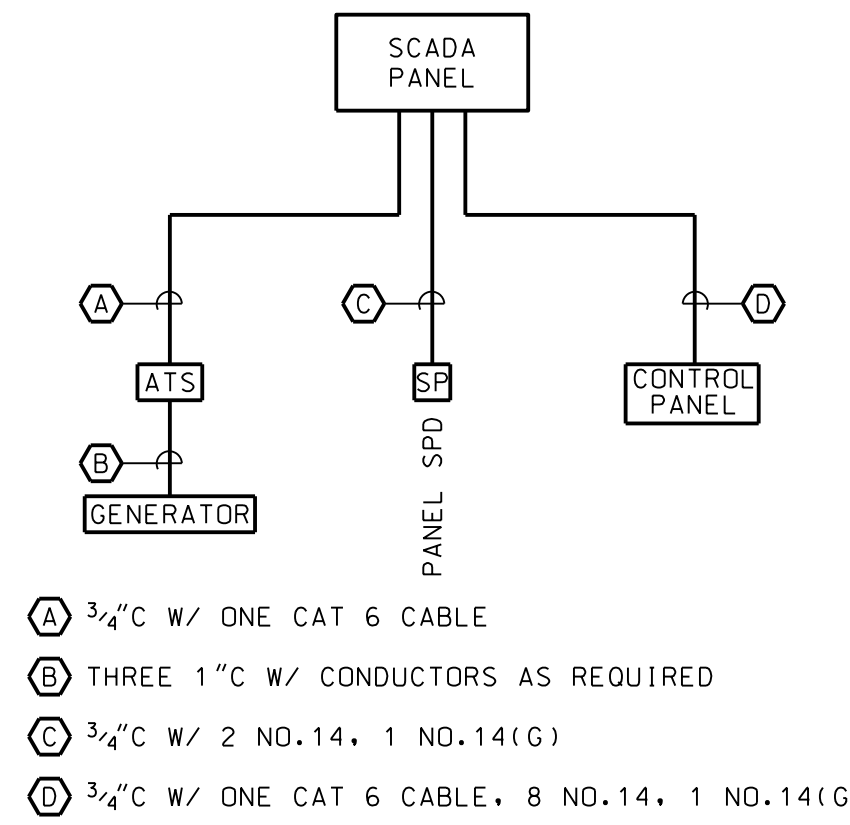 SCADA
PANEL
A
C
D
ATS
SP
CONTROL
PANEL
B
GENERATOR
PANEL SPD
A 3/4"C W/ ONE CAT 6 CABLE
B THREE 1"C W/ CONDUCTORS AS REQUIRED
C 3/4"C W/ 2 NO.14, 1 NO.14(G)
D 3/4"C W/ ONE CAT 6 CABLE, 8 NO.14, 1 NO.14(G